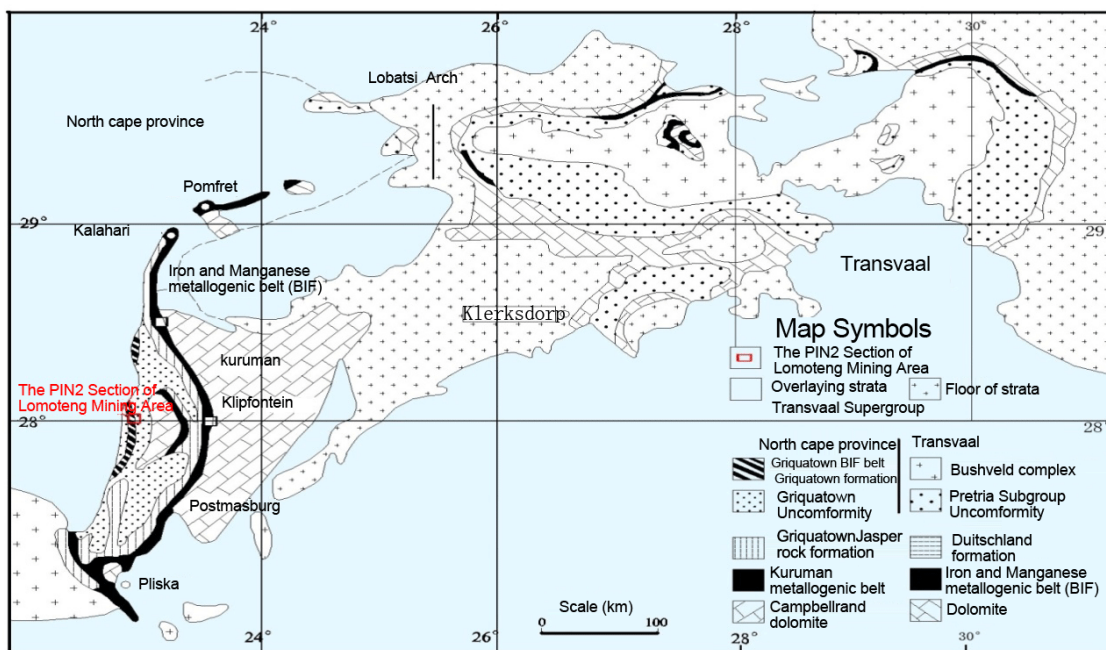 24°
26°
28°
30°
Lobatsi Arch
North cape province
Pomfret
29°
29
Kalahari
Iron and Manganese
metallogenic belt (BIF)
Transvaal
Klerksdorp
kuruman
The PIN2 Section of
Lomoteng Mining Area
Klipfontein
28°
28°
Postmasburg
Pliska
Map Symbols
The PIN2 Section of
Lomoteng Mining Area
Overlaying strata
Transvaal Supergroup
Floor of strata
North cape province
Transvaal
Griquatown BIF belt
Griquatown formation
Bushveld complex
Griquatown
Uncomformity
Pretria Subgroup
Uncomformity
GriquatownJasper
rock formation
Duitschland
formation
Kuruman
metallogenic belt
Iron and Manganese
metallogenic belt (BIF)
Campbellrand
dolomite
Dolomite
Scale (km)
0
100
24°
26°
28°
30°